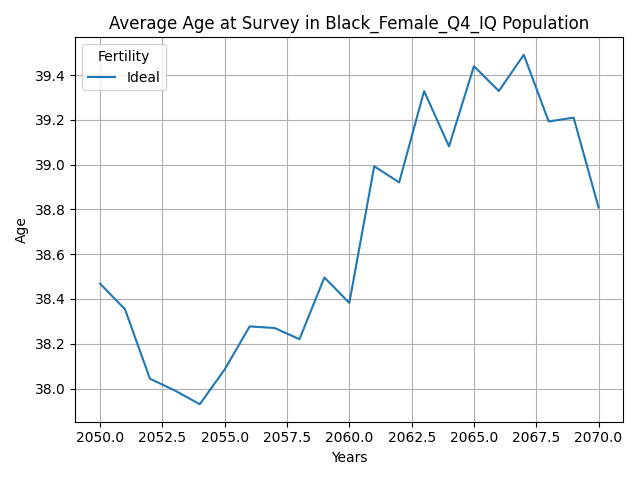 Average Age at Survey in Black_Female_Q4_IQ Population
Fertility
Ideal
Age
39.4
39.2
39.0
38.8
38.6
38.4
38.2
38.0
2050.0 2052.5 2055.0 2057.5 2060.0 2062.5 2065.0 2067.5 2070.0
Years